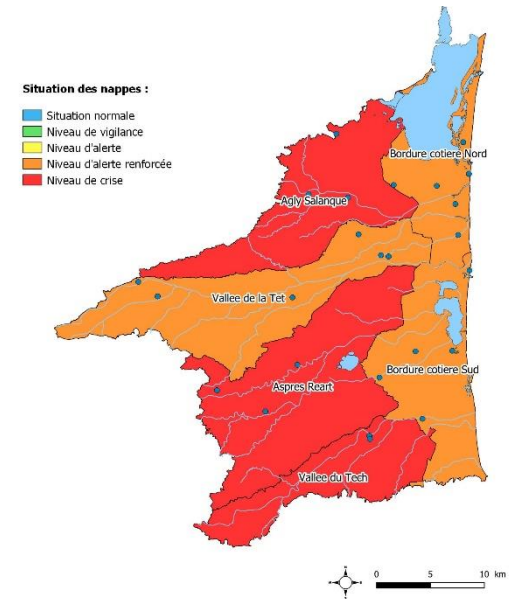 Situation des nappes :
Situation normale
Niveau de vigilance
Niveau d'alerte
Niveau d'alerte renforcée
Niveau de crise
Bordure cotiere Nord
Agly Salanque
Vallee de la Tet
Bordure cotiere Sud
Aspres Reart
Vallee du Tech
0 5 10 km